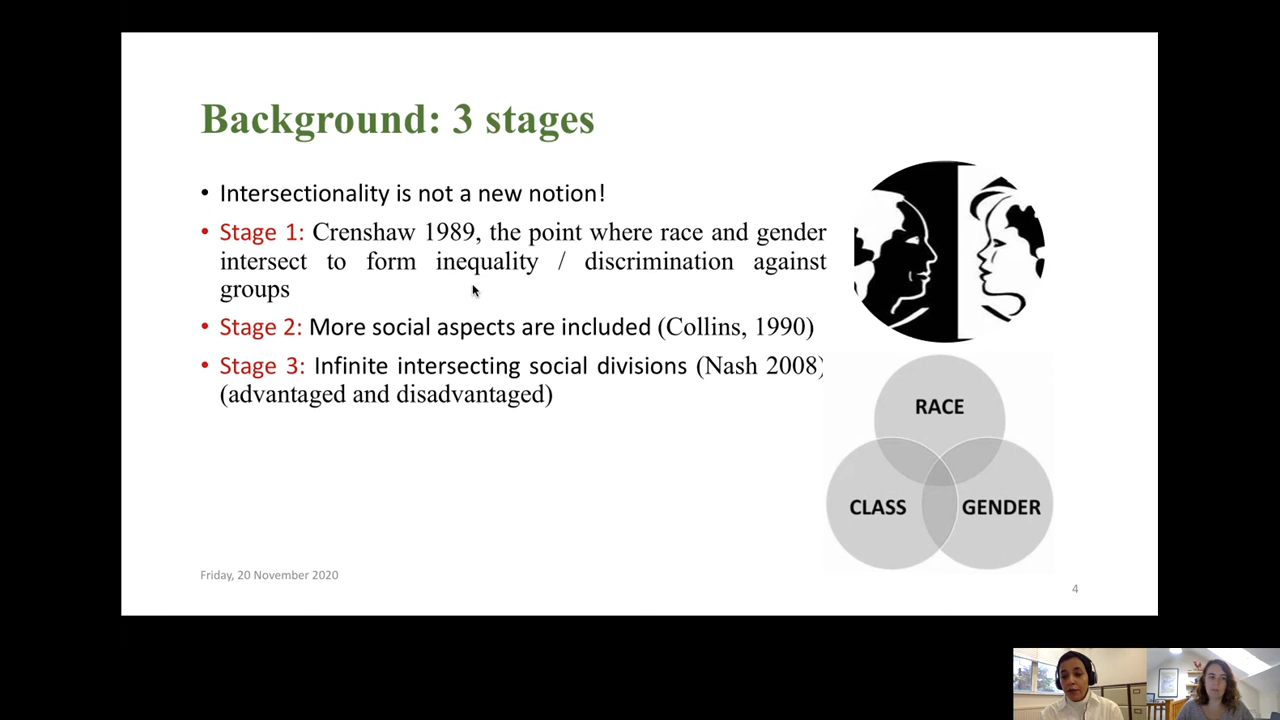 Background: 3 stages
• Intersectionality is not a new notion!
• Stage 1: Crenshaw 1989, the point where race and gender
intersect to form inequality / discrimination against
groups
• Stage 2: More social aspects are included (Collins, 1990)
• Stage 3: Infinite intersecting social divisions (Nash 2008)
(advantaged and disadvantaged)
RACE
CLASS
GENDER
Friday, 20 November 2020
4